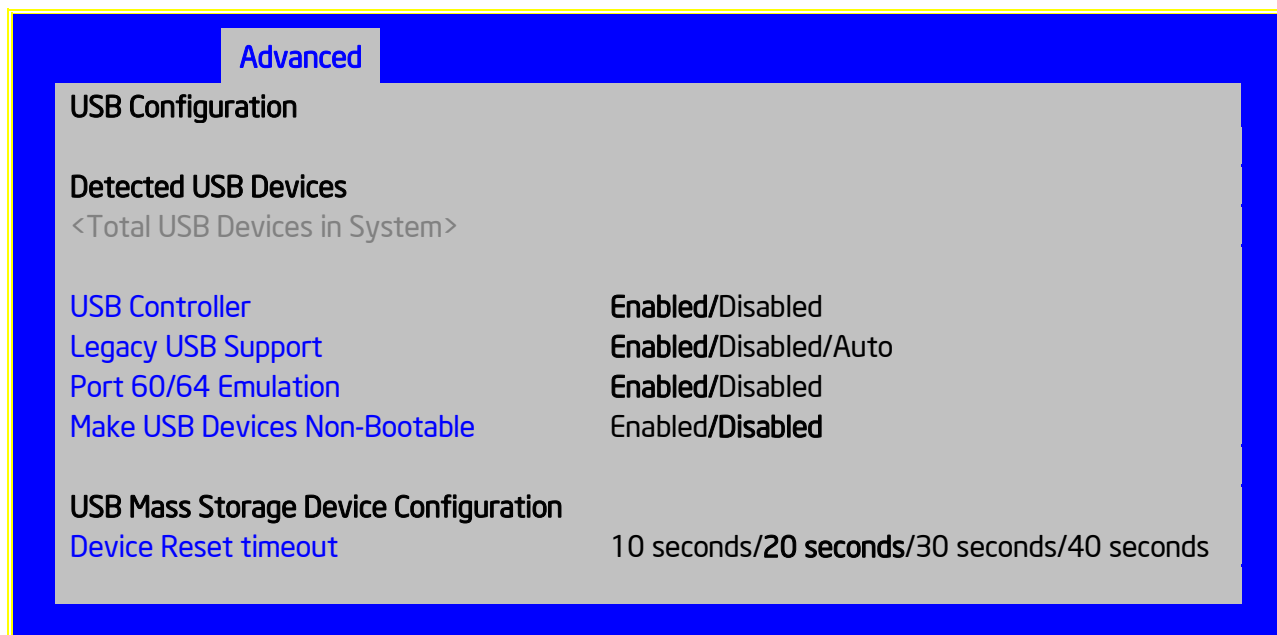 Advanced
USB Configuration
Detected USB Devices
<Total USB Devices in System>
USB Controller Enabled/Disabled
Legacy USB Support Enabled/Disabled/Auto
Port 60/64 Emulation Enabled/Disabled
Make USB Devices Non-Bootable Enabled/Disabled
USB Mass Storage Device Configuration
Device Reset timeout 10 seconds/20 seconds/30 seconds/40 seconds